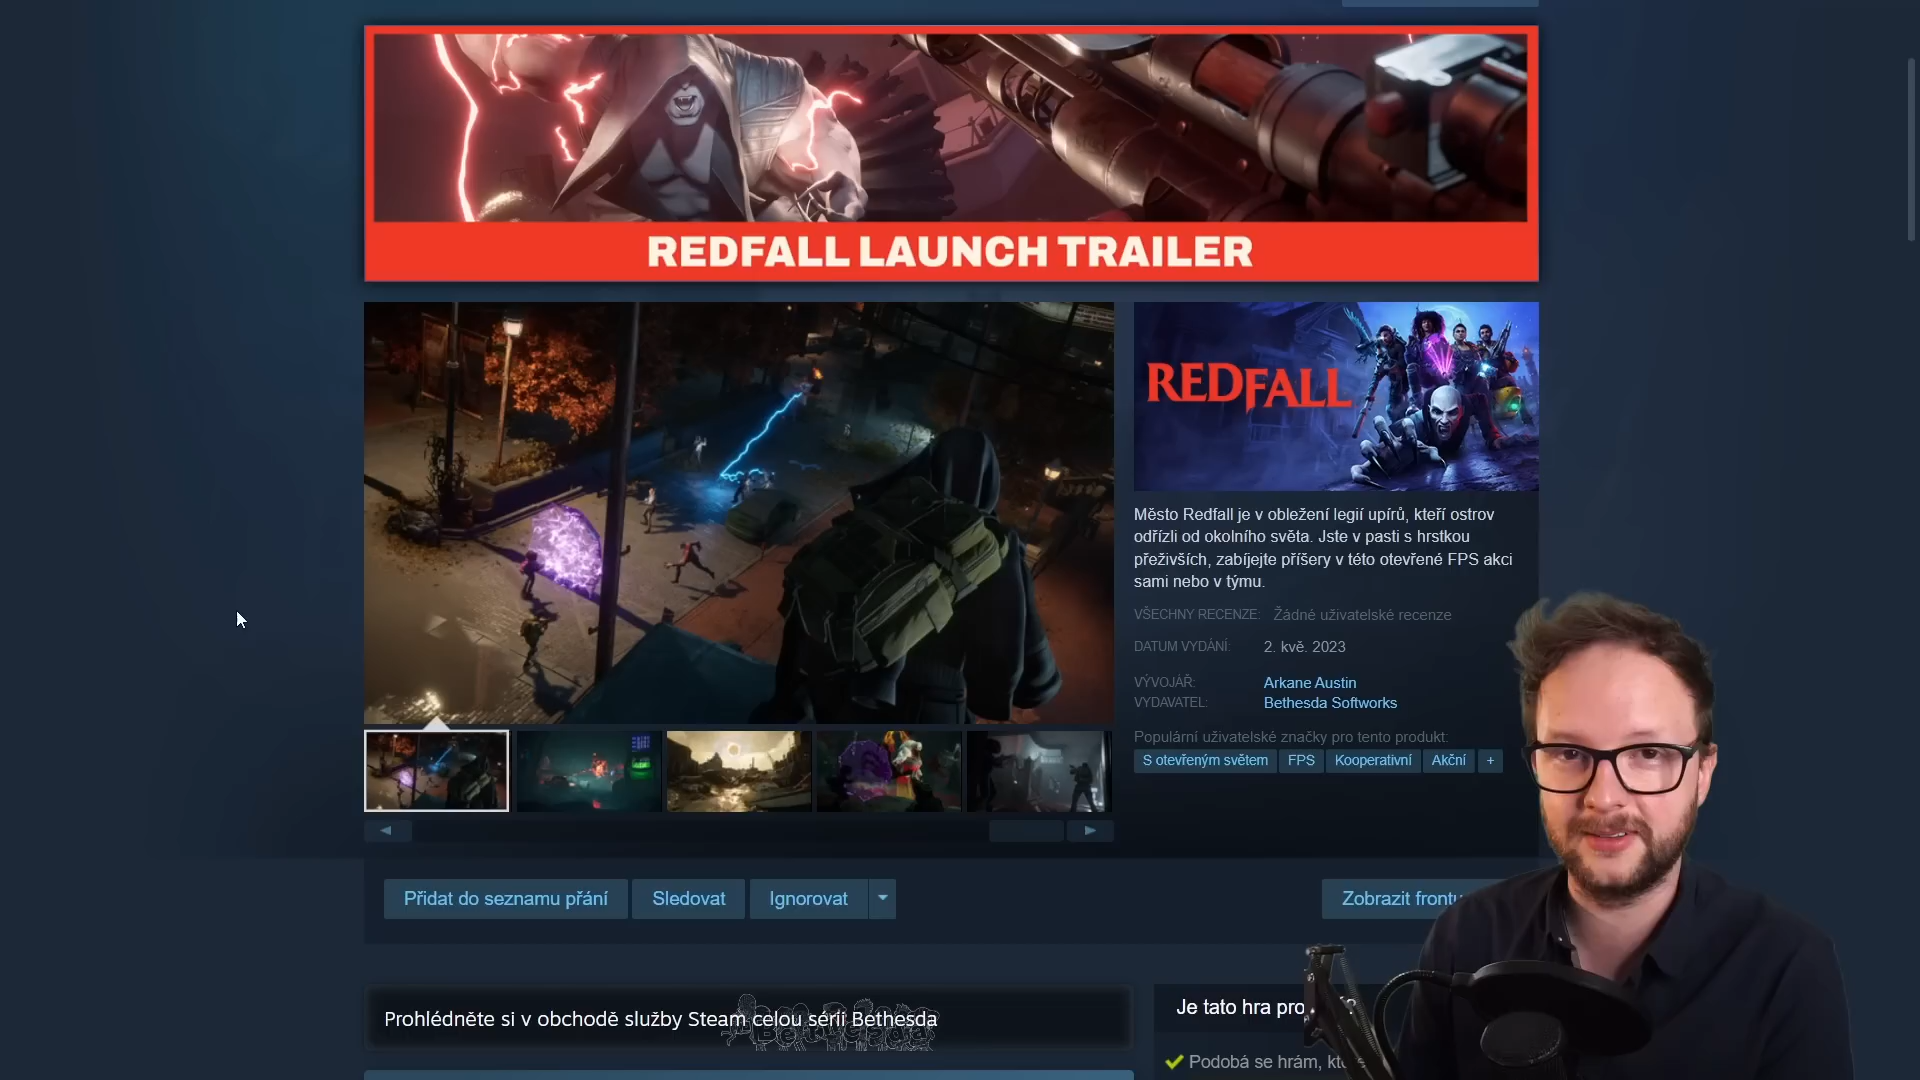 REDFALL LAUNCH TRAILER
REDFALL
Město Redfall je v obležení legií upírů, kteří ostrov
odřízli od okolního světa. Jste v pasti s hrstkou
přeživších, zabíjejte příšery v této otevřené FPS akci
sami nebo v týmu.
VŠECHNY RECENZE: Žádné uživatelské recenze
DATUM VYDÁNÍ: 2. kvě. 2023
VÝVOJÁŘ: Arkane Austin
VYDAVATEL: Bethesda Softworks
Populární uživatelské značky pro tento produkt:
S otevřeným světem FPS Kooperativní Akční +
Přidat do seznamu přání Sledovat Ignorovat Zobrazit frontu
Prohlédněte si v obchodě služby Steam celou sérii Bethesda
Je tato hra pro
Podobá se hrám,